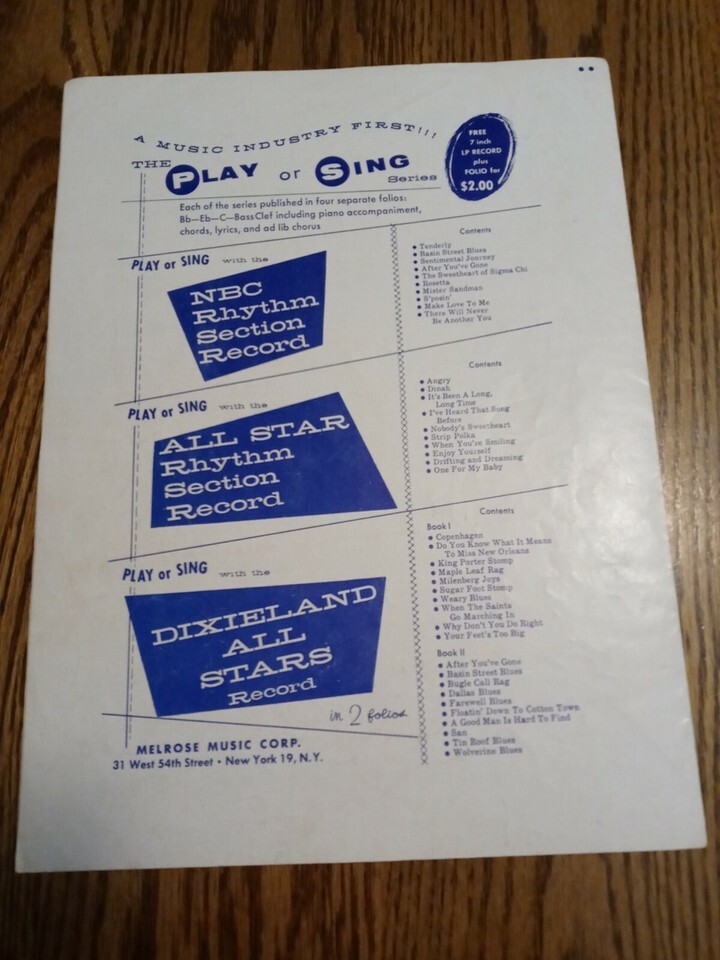 A MUSIC INDUSTRY FIRST!!!
THE PLAY or SING Series
FREE
7 inch
LP RECORD
plus
FOLIO for
$2.00
Each of the series published in four separate folios:
Bb—Eb—C—Bass Clef including piano accompaniment,
chords, lyrics, and ad lib chorus
PLAY or SING with the
NBC
Rhythm
Section
Record
Contents
• Tenderly
• Basin Street Blues
• Sentimental Journey
• After You've Gone
• The Sweetheart of Sigma Chi
• Rosetta
• Mister Sandman
• S'posin'
• Make Love To Me
• There Will Never
Be Another You
PLAY or SING with the
ALL STAR
Rhythm
Section
Record
Contents
• Angry
• Dinah
• It's Been A Long,
Long Time
• I've Heard That Song
Before
• Nobody's Sweetheart
• Strip Polka
• When You're Smiling
• Enjoy Yourself
• Drifting and Dreaming
• One For My Baby
PLAY or SING with the
DIXIELAND
ALL
STARS
Record
in 2 folios
Contents
Book I
• Copenhagen
• Do You Know What It Means
To Miss New Orleans
• King Porter Stomp
• Maple Leaf Rag
• Milenberg Joys
• Sugar Foot Stomp
• Weary Blues
• When The Saints
Go Marching In
• Why Don't You Do Right
• Your Feet's Too Big
Book II
• After You've Gone
• Basin Street Blues
• Bugle Call Rag
• Dallas Blues
• Farewell Blues
• Floatin' Down To Cotton Town
• A Good Man Is Hard To Find
• San
• Tin Roof Blues
• Wolverine Blues
MELROSE MUSIC CORP.
31 West 54th Street • New York 19, N.Y.